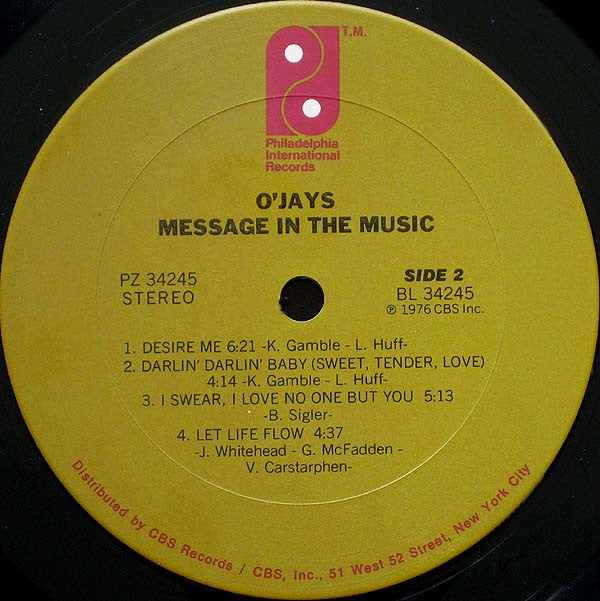 T.M.
Philadelphia
International
Records
O'JAYS
MESSAGE IN THE MUSIC
PZ 34245
STEREO
SIDE 2
BL 34245
℗ 1976 CBS Inc.
1. DESIRE ME 6:21 -K. Gamble - L. Huff-
2. DARLIN' DARLIN' BABY (SWEET, TENDER, LOVE)
4:14 -K. Gamble - L. Huff-
3. I SWEAR, I LOVE NO ONE BUT YOU 5:13
-B. Sigler-
4. LET LIFE FLOW 4:37
-J. Whitehead - G. McFadden -
V. Carstarphen-
Distributed by CBS Records / CBS, Inc., 51 West 52 Street, New York City